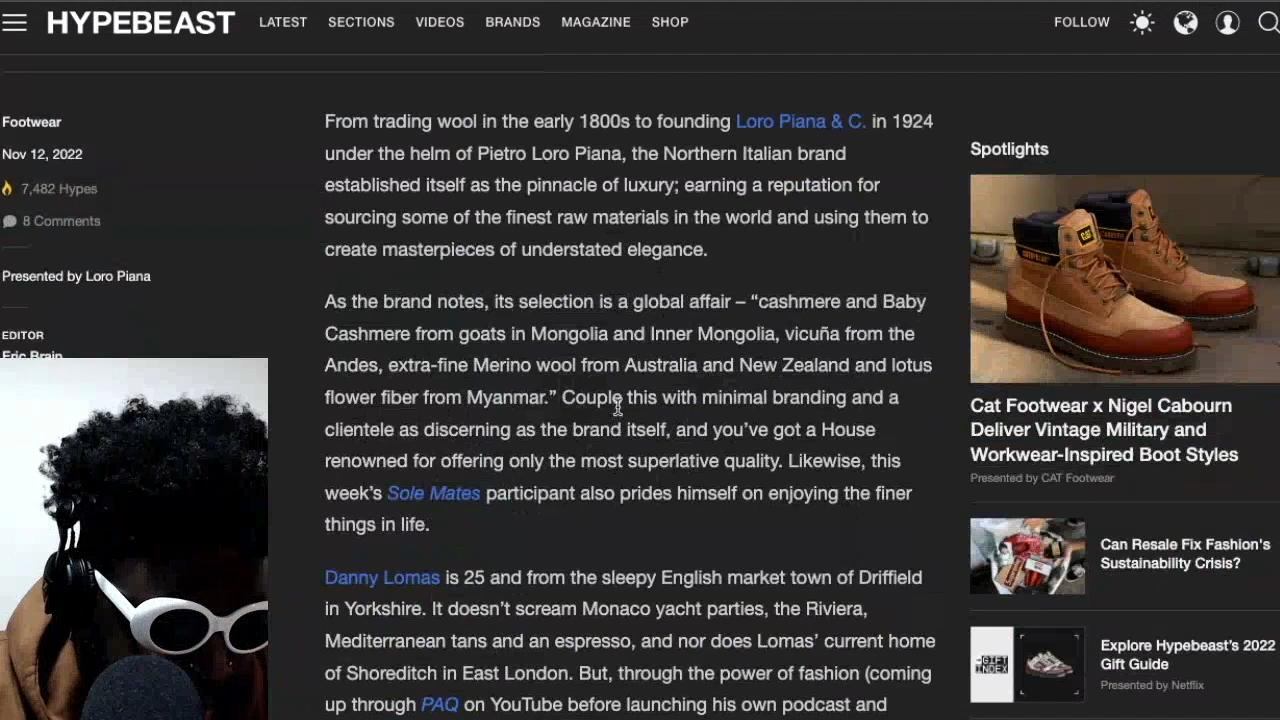 HYPEBEAST
LATEST SECTIONS VIDEOS BRANDS MAGAZINE SHOP
FOLLOW
Footwear
Nov 12, 2022
7,482 Hypes
8 Comments
Presented by Loro Piana
EDITOR
Eric Brain
From trading wool in the early 1800s to founding Loro Piana & C. in 1924
under the helm of Pietro Loro Piana, the Northern Italian brand
established itself as the pinnacle of luxury; earning a reputation for
sourcing some of the finest raw materials in the world and using them to
create masterpieces of understated elegance.
As the brand notes, its selection is a global affair – “cashmere and Baby
Cashmere from goats in Mongolia and Inner Mongolia, vicuña from the
Andes, extra-fine Merino wool from Australia and New Zealand and lotus
flower fiber from Myanmar.” Couple this with minimal branding and a
clientele as discerning as the brand itself, and you’ve got a House
renowned for offering only the most superlative quality. Likewise, this
week’s Sole Mates participant also prides himself on enjoying the finer
things in life.
Danny Lomas is 25 and from the sleepy English market town of Driffield
in Yorkshire. It doesn’t scream Monaco yacht parties, the Riviera,
Mediterranean tans and an espresso, and nor does Lomas’ current home
of Shoreditch in East London. But, through the power of fashion (coming
up through PAQ on YouTube before launching his own podcast and
Spotlights
CAT
Cat Footwear x Nigel Cabourn
Deliver Vintage Military and
Workwear-Inspired Boot Styles
Presented by CAT Footwear
Can Resale Fix Fashion's
Sustainability Crisis?
GIFT
INDEX
Explore Hypebeast’s 2022
Gift Guide
Presented by Netflix